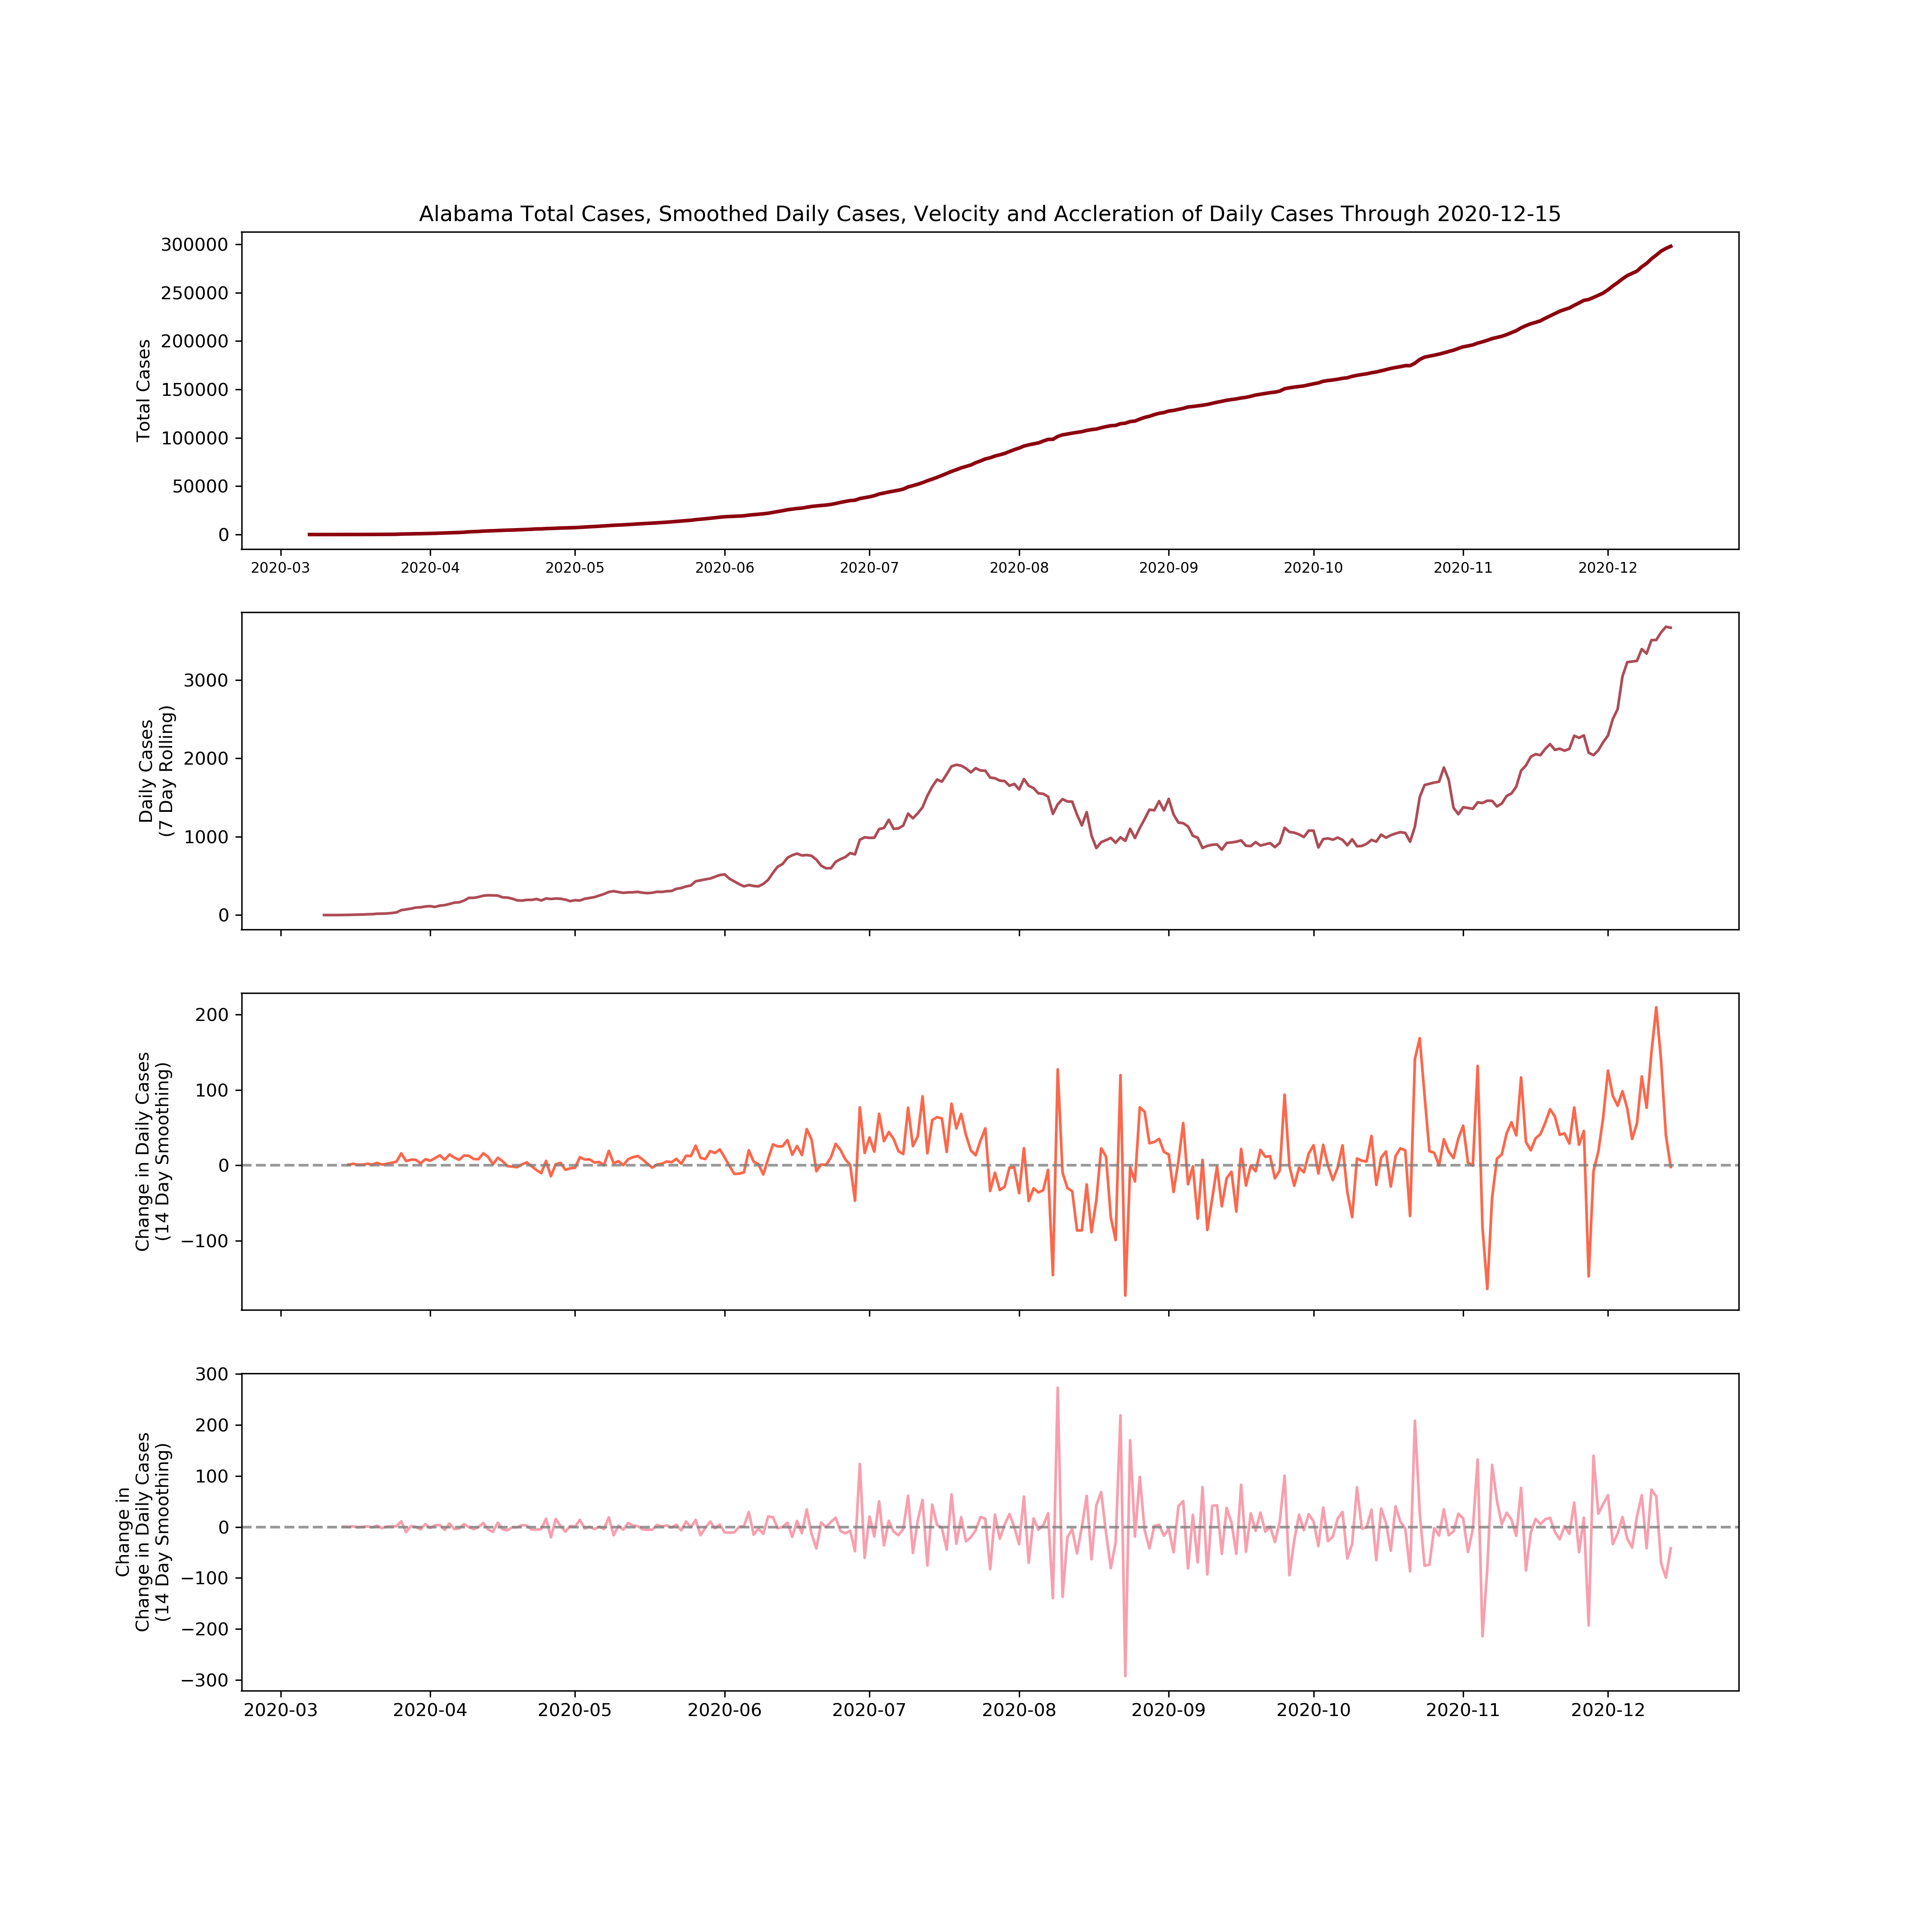 Alabama Total Cases, Smoothed Daily Cases, Velocity and Accleration of Daily Cases Through 2020-12-15
Total Cases
300000
250000
200000
150000
100000
50000
0
2020-03 2020-04 2020-05 2020-06 2020-07 2020-08 2020-09 2020-10 2020-11 2020-12
Daily Cases
(7 Day Rolling)
3000
2000
1000
0
Change in Daily Cases
(14 Day Smoothing)
200
100
0
−100
Change in
Change in Daily Cases
(14 Day Smoothing)
300
200
100
0
−100
−200
−300
2020-03 2020-04 2020-05 2020-06 2020-07 2020-08 2020-09 2020-10 2020-11 2020-12